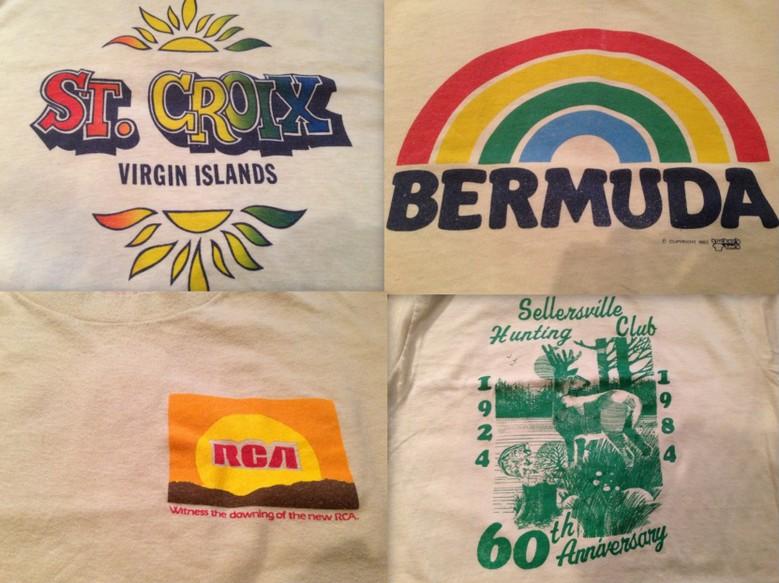 ST. CROIX
VIRGIN ISLANDS
BERMUDA
© COPYRIGHT
RCA
Witness the dawning of the new RCA.
Sellersville
Hunting Club
1924
1984
60th Anniversary